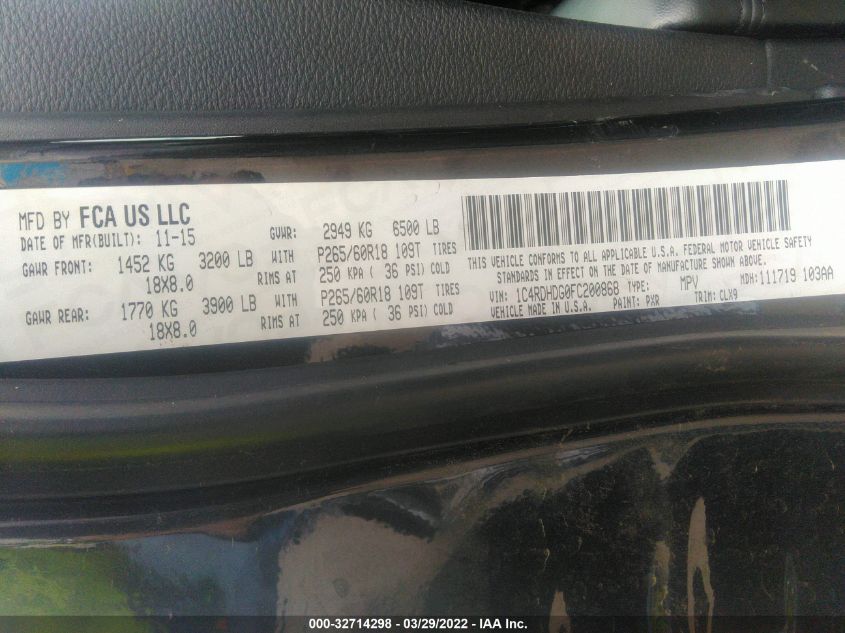 MFD BY FCA US LLC
DATE OF MFR(BUILT): 11-15 GVWR: 2949 KG 6500 LB
GAWR FRONT: 1452 KG 3200 LB WITH P265/60R18 109T TIRES
18X8.0 RIMS AT 250 KPA ( 36 PSI) COLD
GAWR REAR: 1770 KG 3900 LB WITH P265/60R18 109T TIRES
18X8.0 RIMS AT 250 KPA ( 36 PSI) COLD
THIS VEHICLE CONFORMS TO ALL APPLICABLE U.S.A. FEDERAL MOTOR VEHICLE SAFETY
STANDARDS IN EFFECT ON THE DATE OF MANUFACTURE SHOWN ABOVE.
VIN: 1C4RDHDG0FC200868 TYPE: MPV MDH: 111719 103AA
VEHICLE MADE IN U.S.A. PAINT: PXR TRIM: CLX9
000-32714298 - 03/29/2022 - IAA Inc.